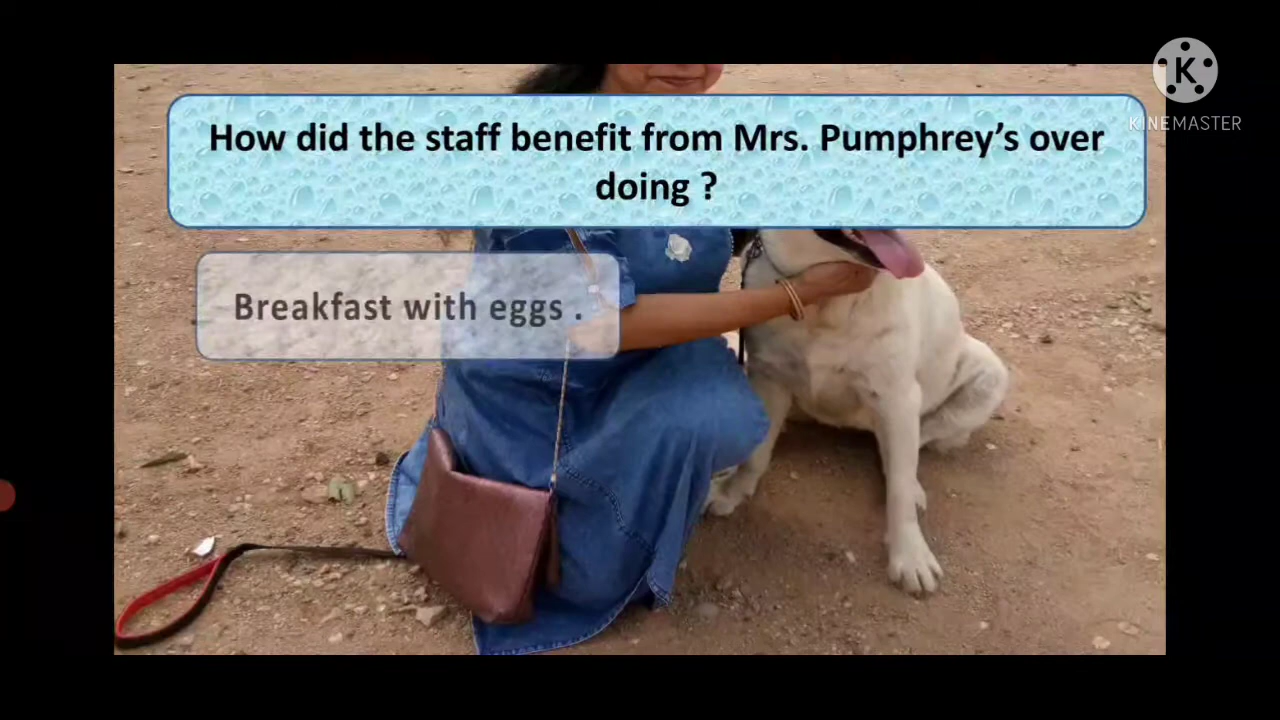 K
KINEMASTER
How did the staff benefit from Mrs. Pumphrey's over
doing ?
Breakfast with eggs .